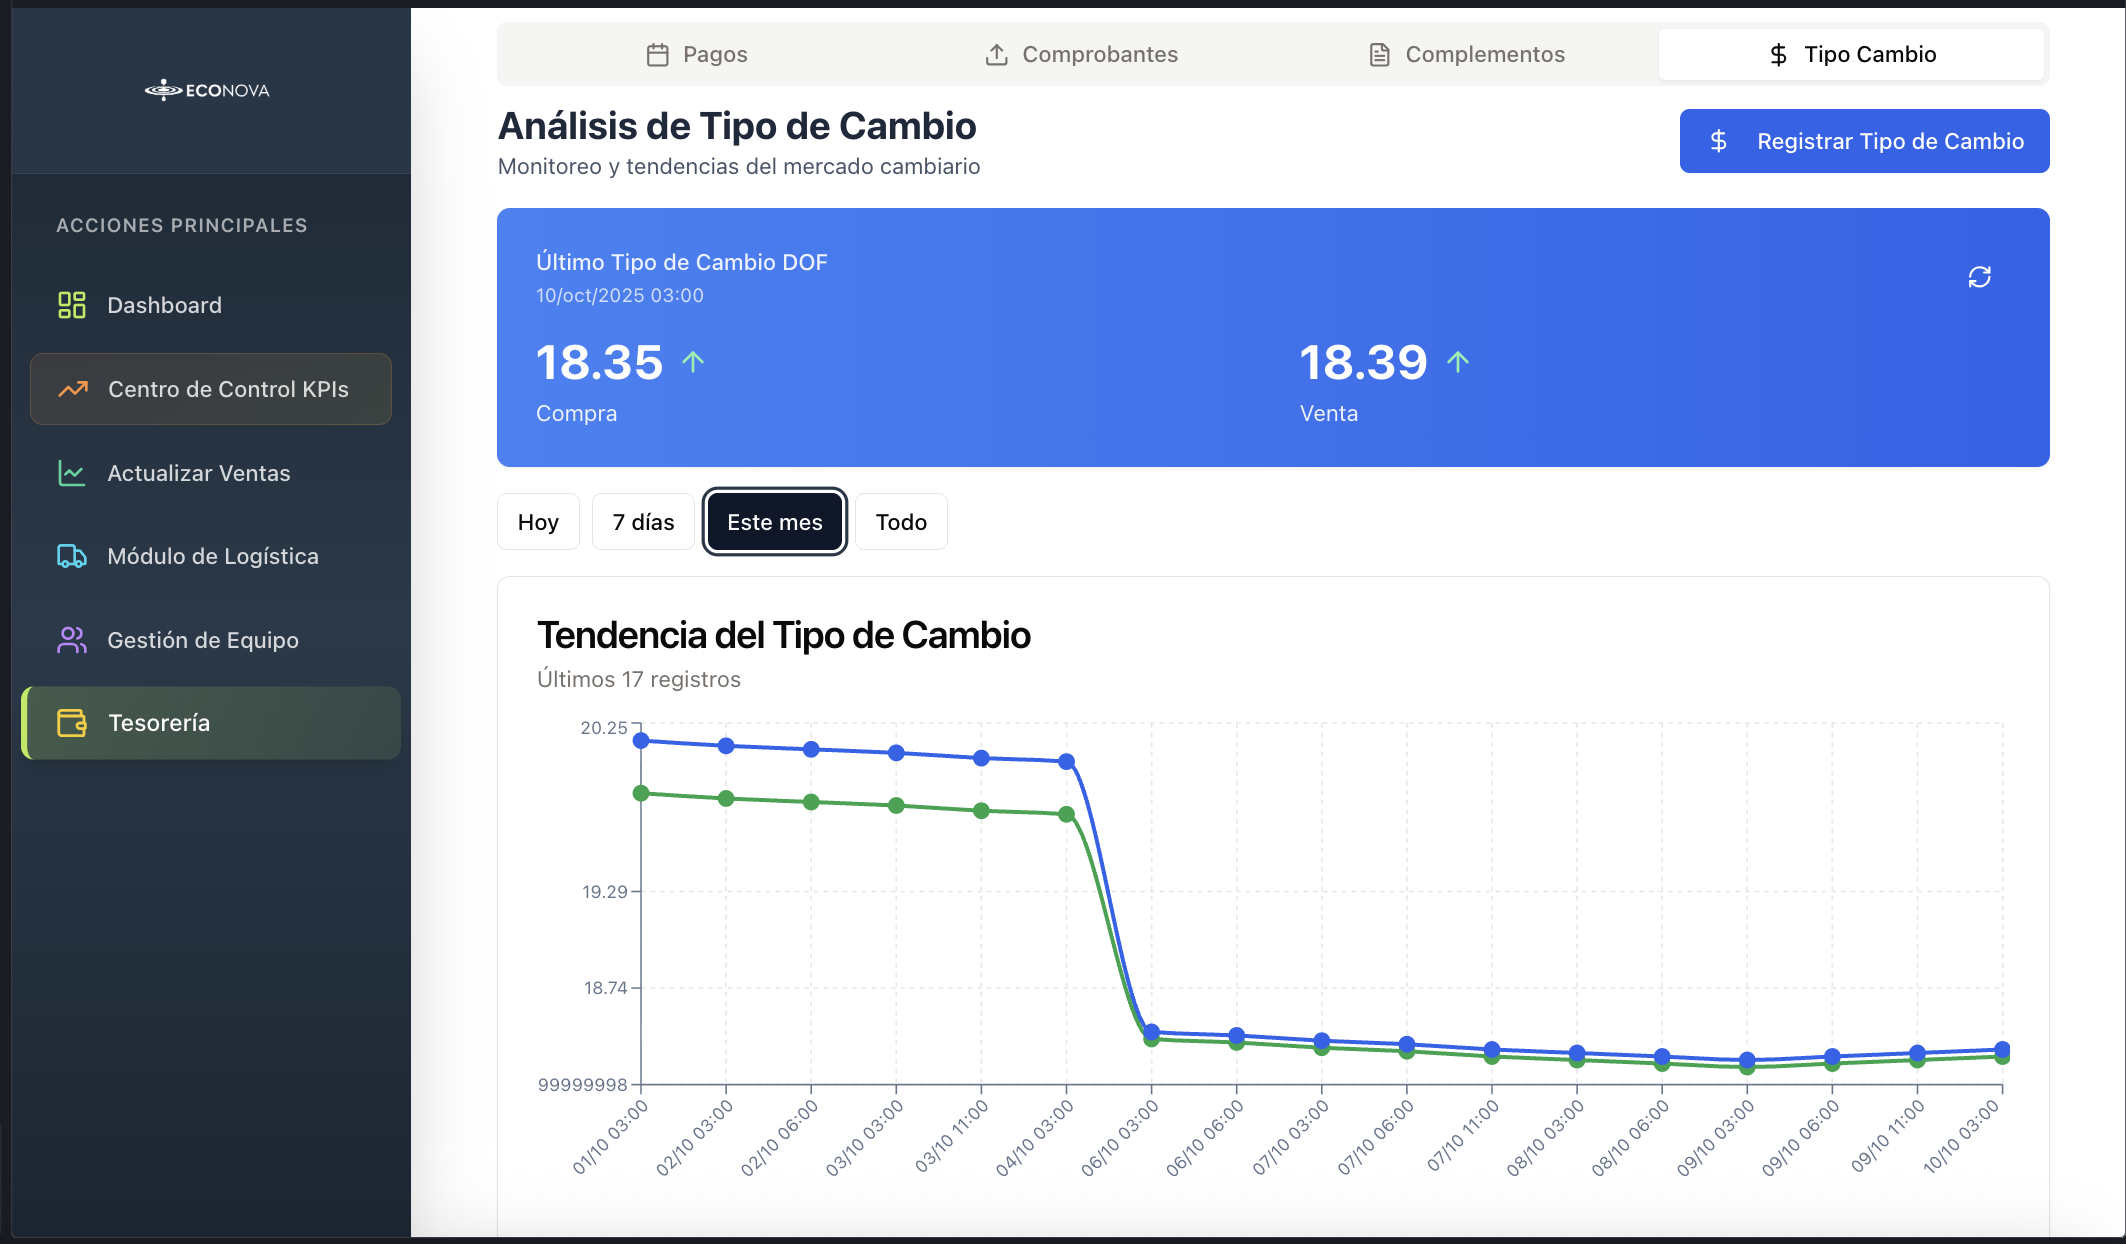 ECONOVA
ACCIONES PRINCIPALES
Dashboard
Centro de Control KPIs
Actualizar Ventas
Módulo de Logística
Gestión de Equipo
Tesorería
Pagos
Comprobantes
Complementos
Tipo Cambio
Análisis de Tipo de Cambio
Monitoreo y tendencias del mercado cambiario
Registrar Tipo de Cambio
Último Tipo de Cambio DOF
10/oct/2025 03:00
18.35
Compra
18.39
Venta
Hoy
7 días
Este mes
Todo
Tendencia del Tipo de Cambio
Últimos 17 registros
20.25
19.29
18.74
99999998
01/10 03:00
02/10 03:00
02/10 06:00
03/10 03:00
03/10 11:00
04/10 03:00
06/10 03:00
06/10 06:00
07/10 03:00
07/10 06:00
07/10 11:00
08/10 03:00
08/10 06:00
09/10 03:00
09/10 06:00
09/10 11:00
10/10 03:00